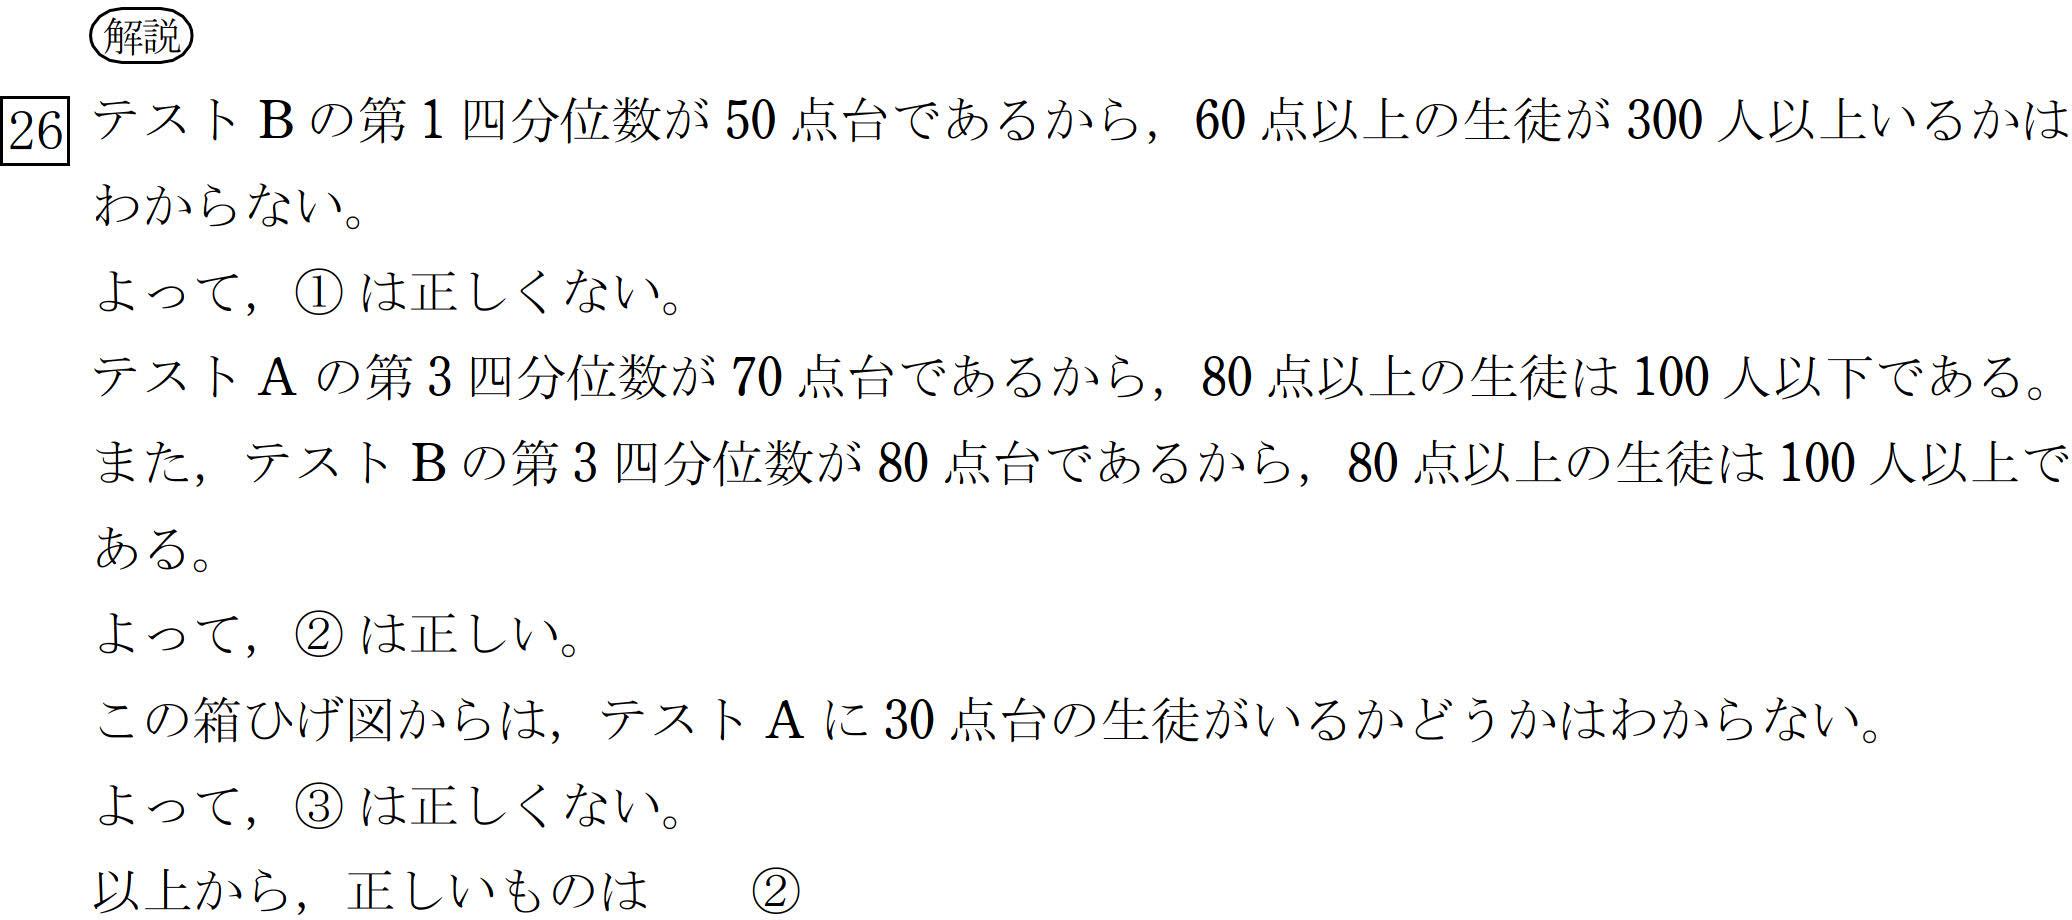 解説
26 テスト B の第 1 四分位数が 50 点台であるから，60 点以上の生徒が 300 人以上いるかは
わからない。
よって，① は正しくない。
テスト A の第 3 四分位数が 70 点台であるから，80 点以上の生徒は 100 人以下である。
また，テスト B の第 3 四分位数が 80 点台であるから，80 点以上の生徒は 100 人以上で
ある。
よって，② は正しい。
この箱ひげ図からは，テスト A に 30 点台の生徒がいるかどうかはわからない。
よって，③ は正しくない。
以上から，正しいものは　　②